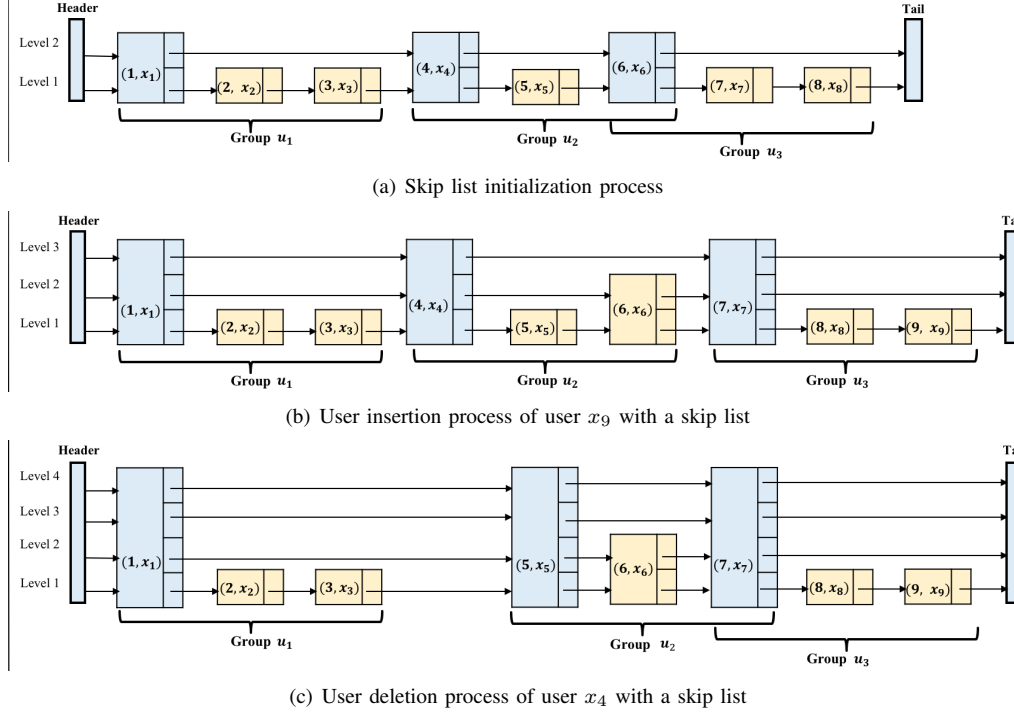 Header Tail
Level 2
Level 1
(1, x₁) (2, x₂) (3, x₃) (4, x₄) (5, x₅) (6, x₆) (7, x₇) (8, x₈)
Group u₁ Group u₂ Group u₃
(a) Skip list initialization process
Header Ta
Level 3
Level 2
Level 1
(1, x₁) (2, x₂) (3, x₃) (4, x₄) (5, x₅) (6, x₆) (7, x₇) (8, x₈) (9, x₉)
Group u₁ Group u₂ Group u₃
(b) User insertion process of user x₉ with a skip list
Header Ta
Level 4
Level 3
Level 2
Level 1
(1, x₁) (2, x₂) (3, x₃) (5, x₅) (6, x₆) (7, x₇) (8, x₈) (9, x₉)
Group u₁ Group u₂ Group u₃
(c) User deletion process of user x₄ with a skip list